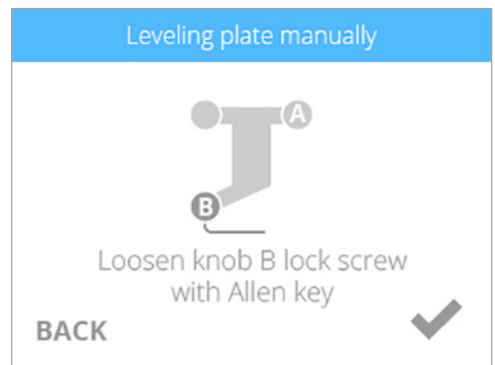 Leveling plate manually
A
B
Loosen knob B lock screw
with Allen key
BACK